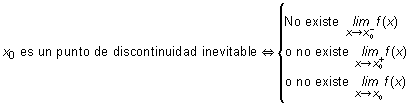 x₀ es un punto de discontinuidad inevitable ⇔
No existe lim x→x₀⁻ f(x)
o no existe lim x→x₀⁺ f(x)
o no existe lim x→x₀ f(x)